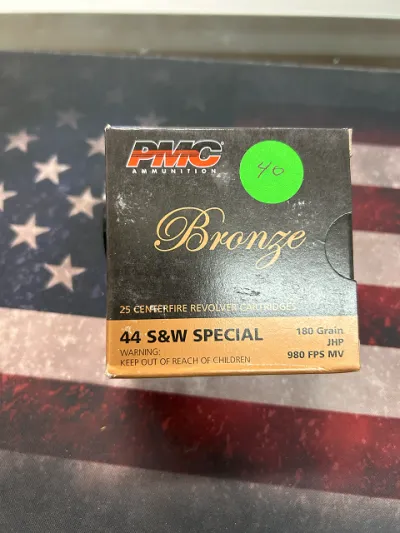 PMC
AMMUNITION
40
Bronze
25 CENTERFIRE REVOLVER CARTRIDGES
44 S&W SPECIAL
180 Grain
JHP
980 FPS MV
WARNING:
KEEP OUT OF REACH OF CHILDREN